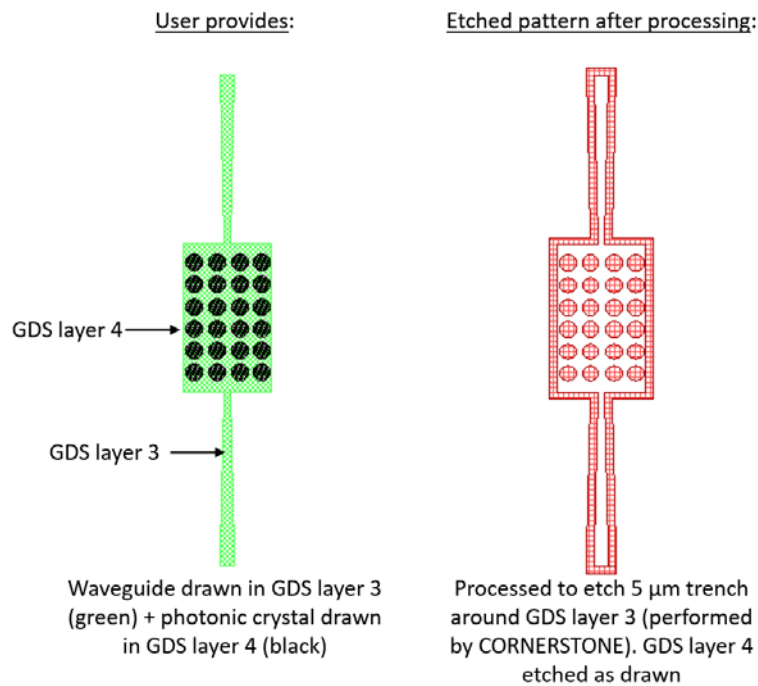 User provides:
Etched pattern after processing:
GDS layer 4
GDS layer 3
Waveguide drawn in GDS layer 3
(green) + photonic crystal drawn
in GDS layer 4 (black)
Processed to etch 5 μm trench
around GDS layer 3 (performed
by CORNERSTONE). GDS layer 4
etched as drawn